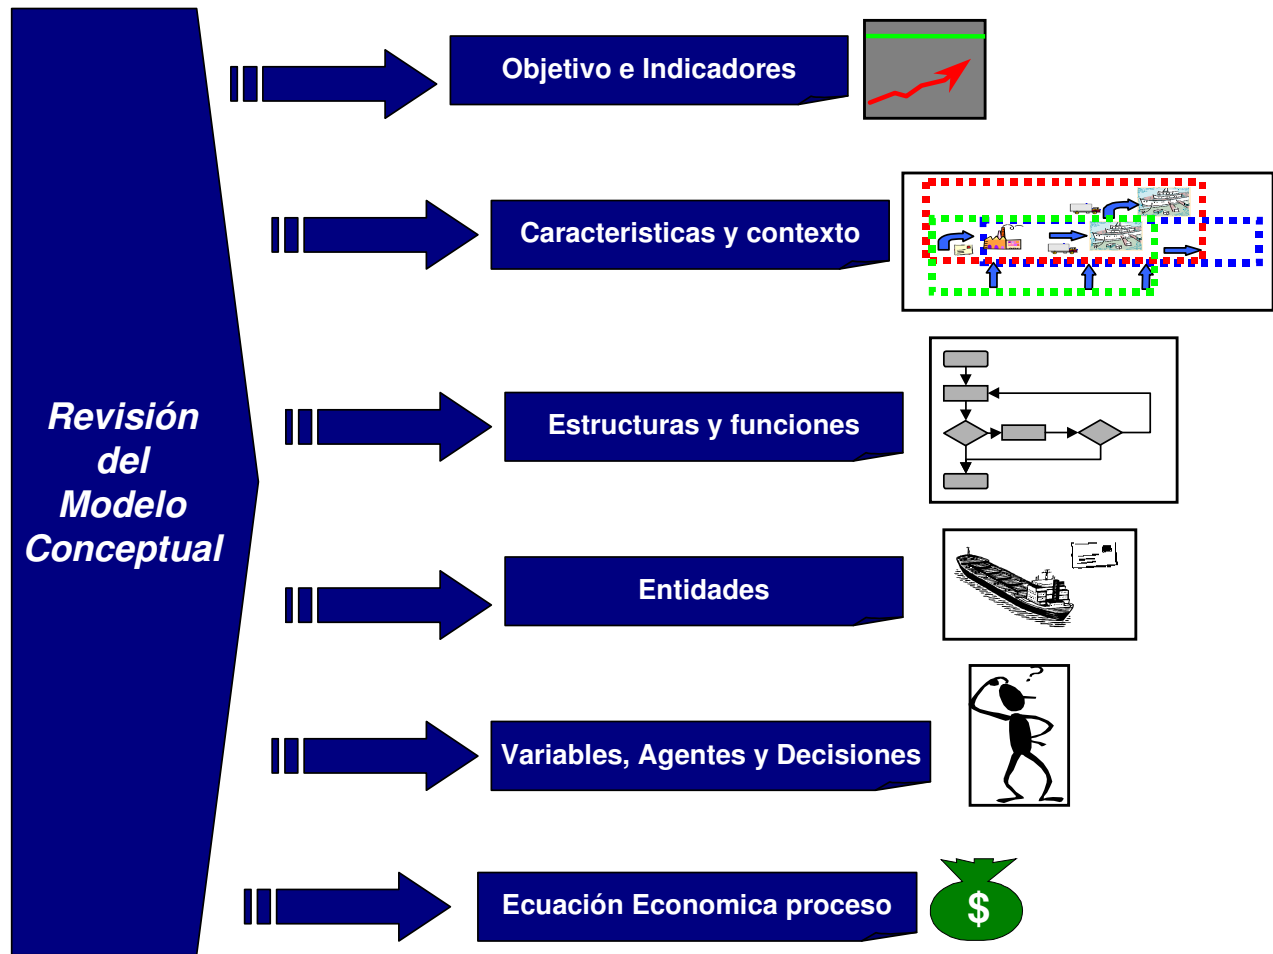 Objetivo e Indicadores
Caracteristicas y contexto
Estructuras y funciones
Revisión
del
Modelo
Conceptual
Entidades
?
Variables, Agentes y Decisiones
Ecuación Economica proceso
$